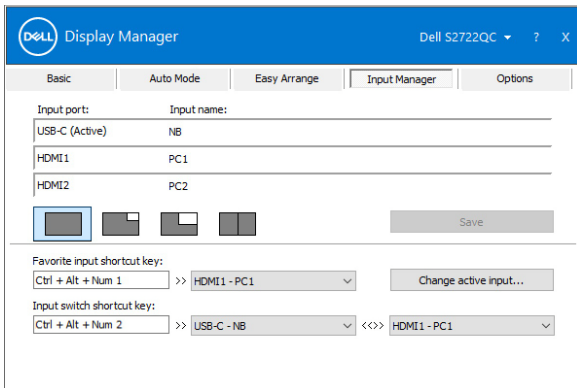 DELL Display Manager Dell S2722QC ? X
Basic Auto Mode Easy Arrange Input Manager Options
Input port: Input name:
USB-C (Active) NB
HDMI1 PC1
HDMI2 PC2
Save
Favorite input shortcut key:
Ctrl + Alt + Num 1 >> HDMI1 - PC1 Change active input...
Input switch shortcut key:
Ctrl + Alt + Num 2 >> USB-C - NB <<>> HDMI1 - PC1